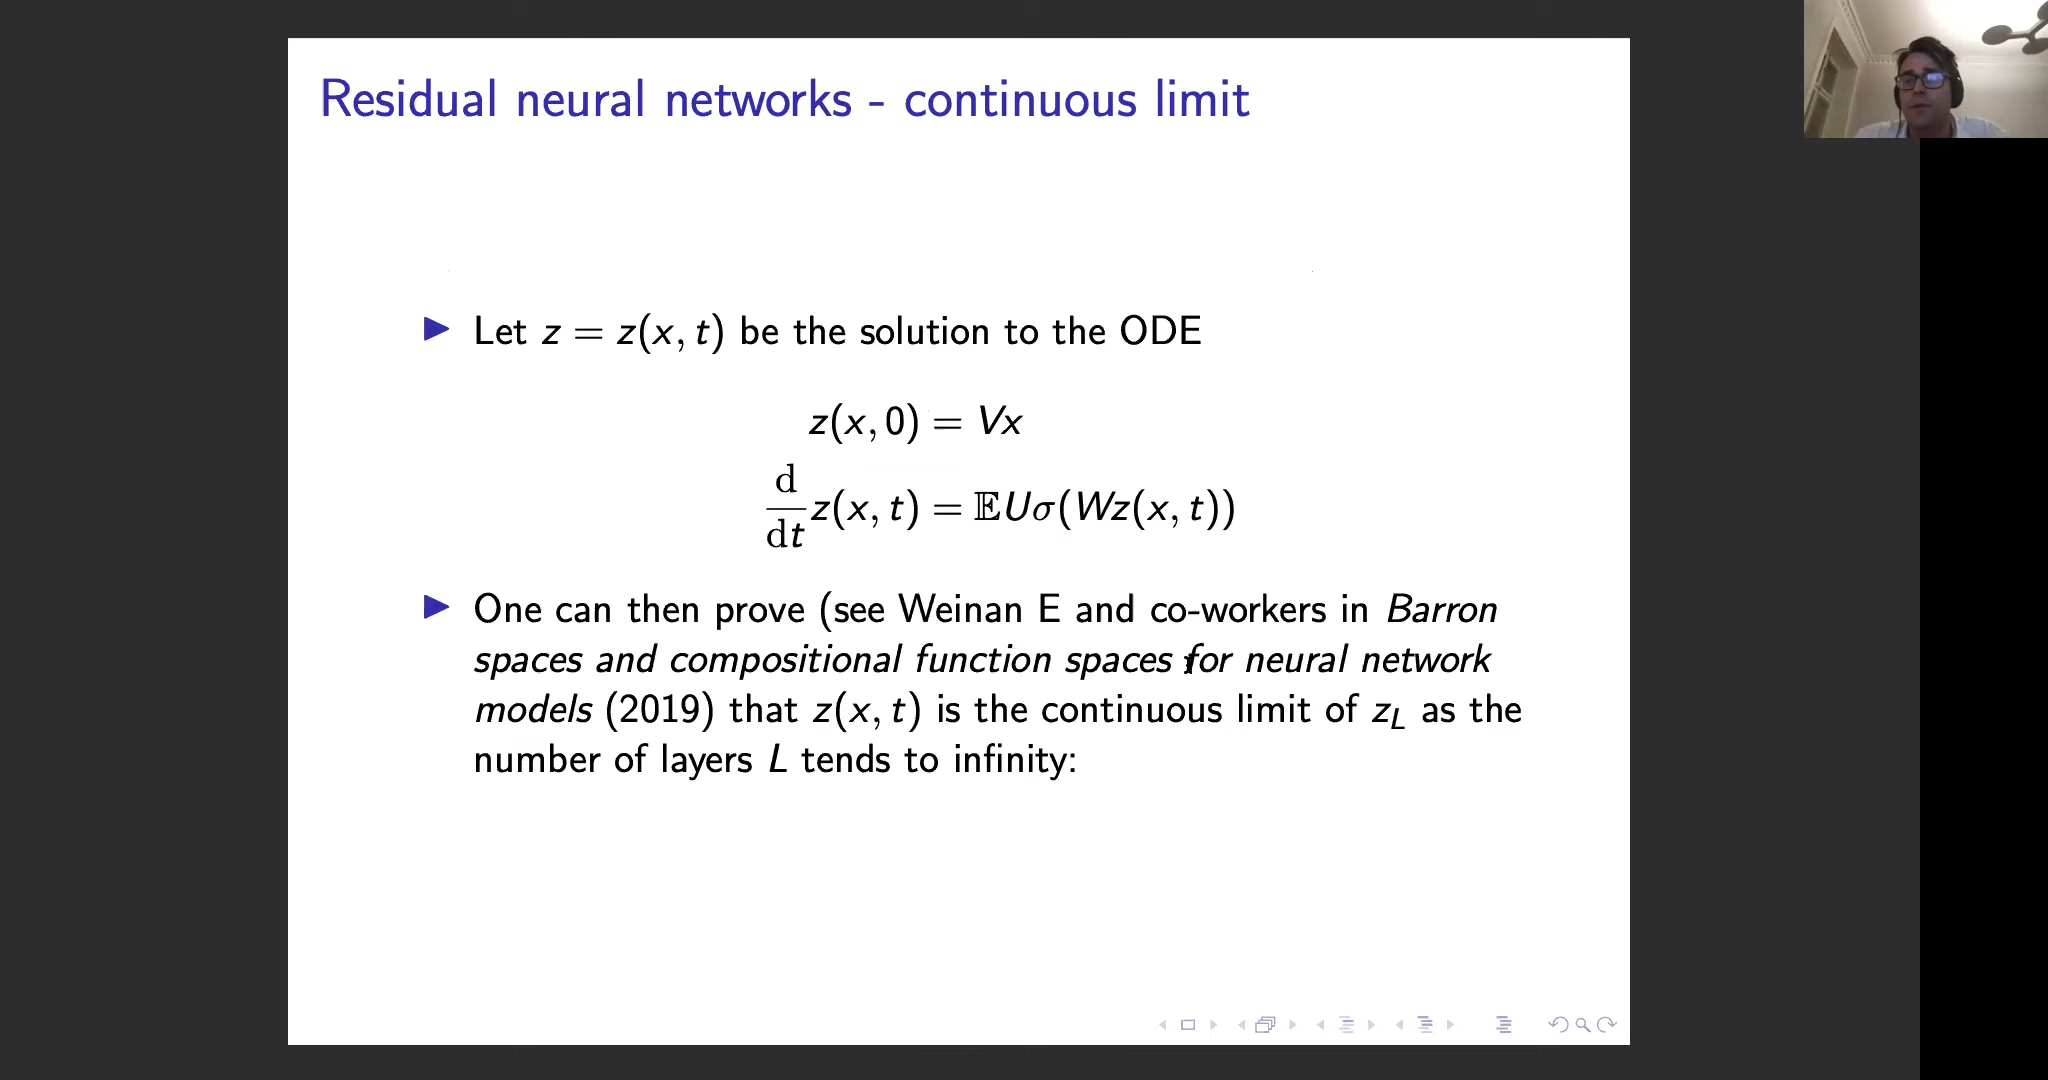 Residual neural networks - continuous limit
▶ Let z = z(x, t) be the solution to the ODE
z(x, 0) = Vx
d/dt z(x, t) = 𝔼Uσ(Wz(x, t))
▶ One can then prove (see Weinan E and co-workers in Barron
spaces and compositional function spaces for neural network
models (2019) that z(x, t) is the continuous limit of z_L as the
number of layers L tends to infinity: